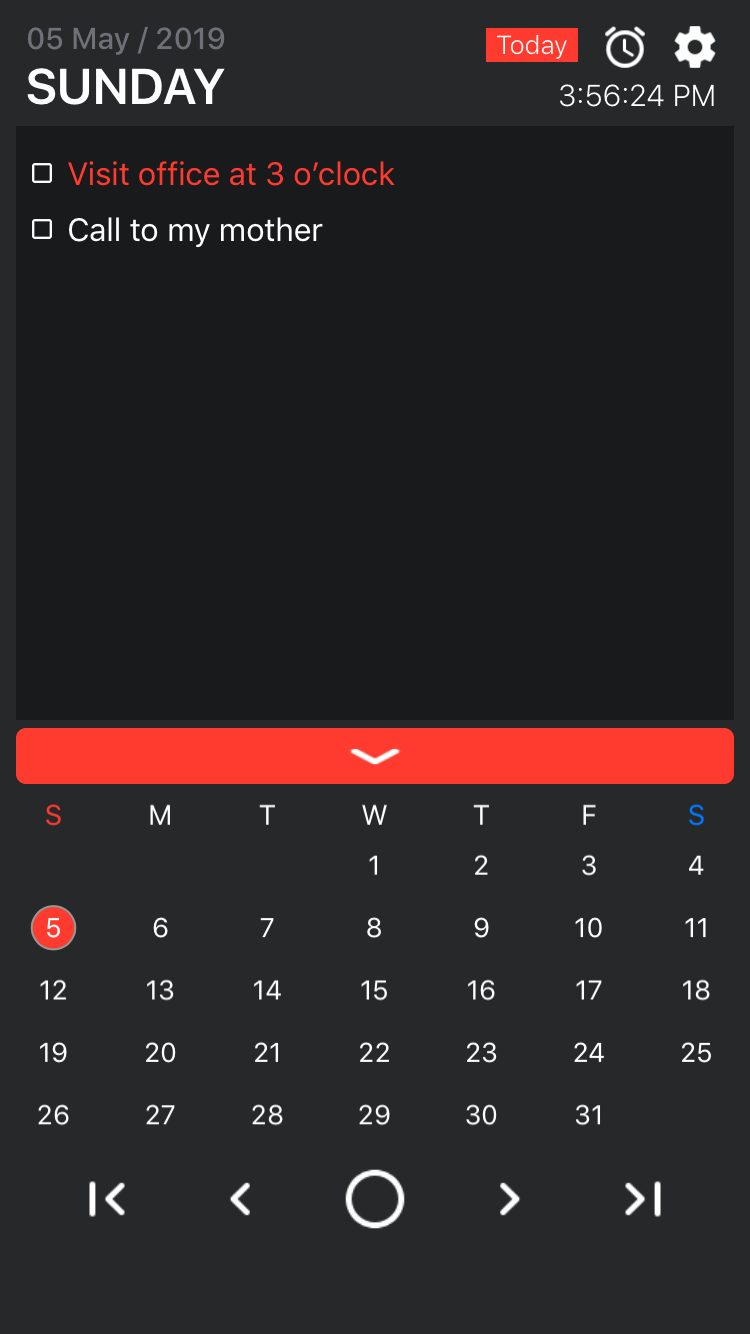 05 May / 2019
Today
SUNDAY
3:56:24 PM
Visit office at 3 o’clock
Call to my mother
S M T W T F S
1 2 3 4
5 6 7 8 9 10 11
12 13 14 15 16 17 18
19 20 21 22 23 24 25
26 27 28 29 30 31